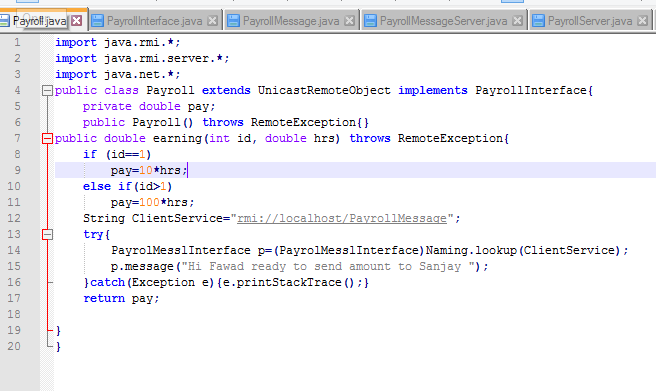 Payroll.java PayrollInterface.java PayrollMessage.java PayrollMessageServer.java PayrollServer.java
1 import java.rmi.*;
2 import java.rmi.server.*;
3 import java.net.*;
4 public class Payroll extends UnicastRemoteObject implements PayrollInterface{
5 private double pay;
6 public Payroll() throws RemoteException{}
7 public double earning(int id, double hrs) throws RemoteException{
8 if (id==1)
9 pay=10*hrs;
10 else if(id>1)
11 pay=100*hrs;
12 String ClientService="rmi://localhost/PayrollMessage";
13 try{
14 PayrolMesslInterface p=(PayrolMesslInterface)Naming.lookup(ClientService);
15 p.message("Hi Fawad ready to send amount to Sanjay ");
16 }catch(Exception e){e.printStackTrace();}
17 return pay;
18
19 }
20 }